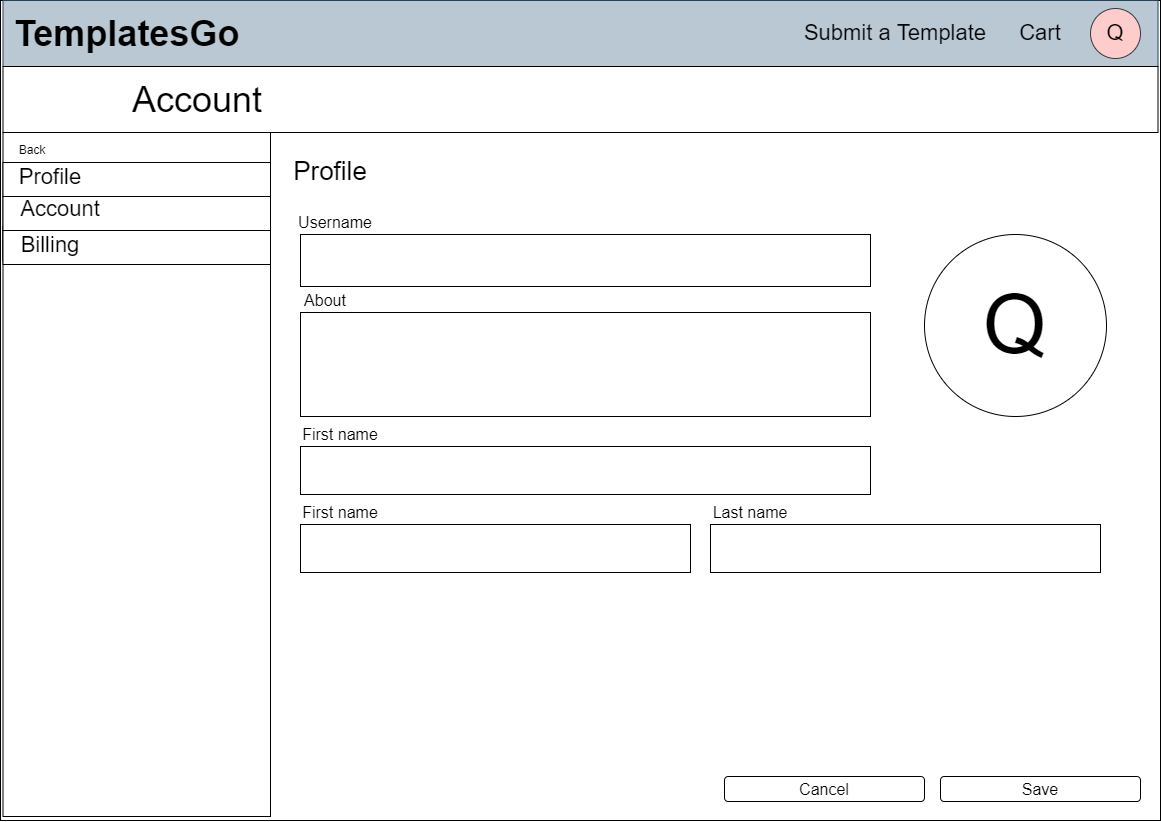 TemplatesGo
Submit a Template
Cart
Q
Account
Back
Profile
Account
Billing
Profile
Username
About
Q
First name
First name
Last name
Cancel
Save